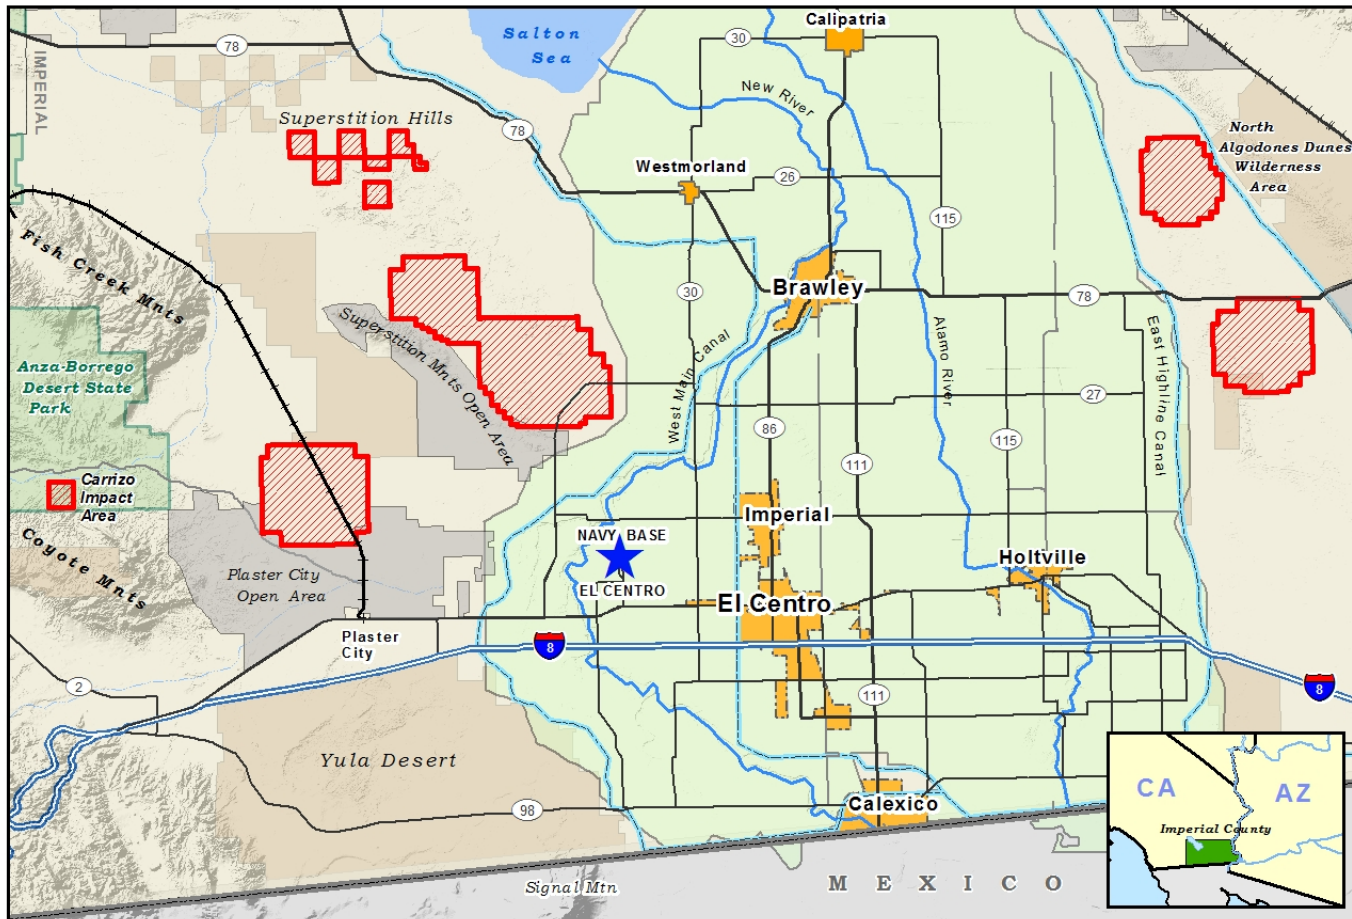 Calipatria
Salton
Sea
30
78
IMPERIAL
New River
Superstition Hills
78
North
Algodones Dunes
Wilderness
Area
Westmorland
26
115
Fish Creek Mnts
Brawley
30
78
Superstition Mnts Open Area
West Main Canal
Alamo River
East Highline Canal
Anza-Borrego
Desert State
Park
27
86
115
111
Carrizo
Impact
Area
Imperial
NAVY BASE
EL CENTRO
Coyote Mnts
Holtville
Plaster City
Open Area
El Centro
Plaster
City
8
2
111
8
Yula Desert
98
Calexico
CA
AZ
Imperial County
Signal Mtn
MEXICO